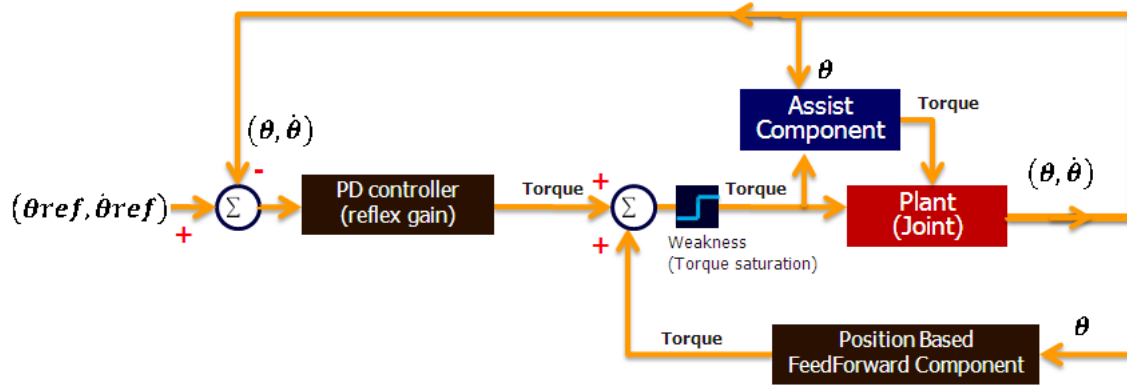 θ
Assist
Component
Torque
(θ, θ̇)
-
(θ, θ̇)
(θref, θ̇ref)
+
Σ
PD controller
(reflex gain)
Torque
+
Σ
+
Torque
Plant
(Joint)
Weakness
(Torque saturation)
Torque
Position Based
FeedForward Component
θ